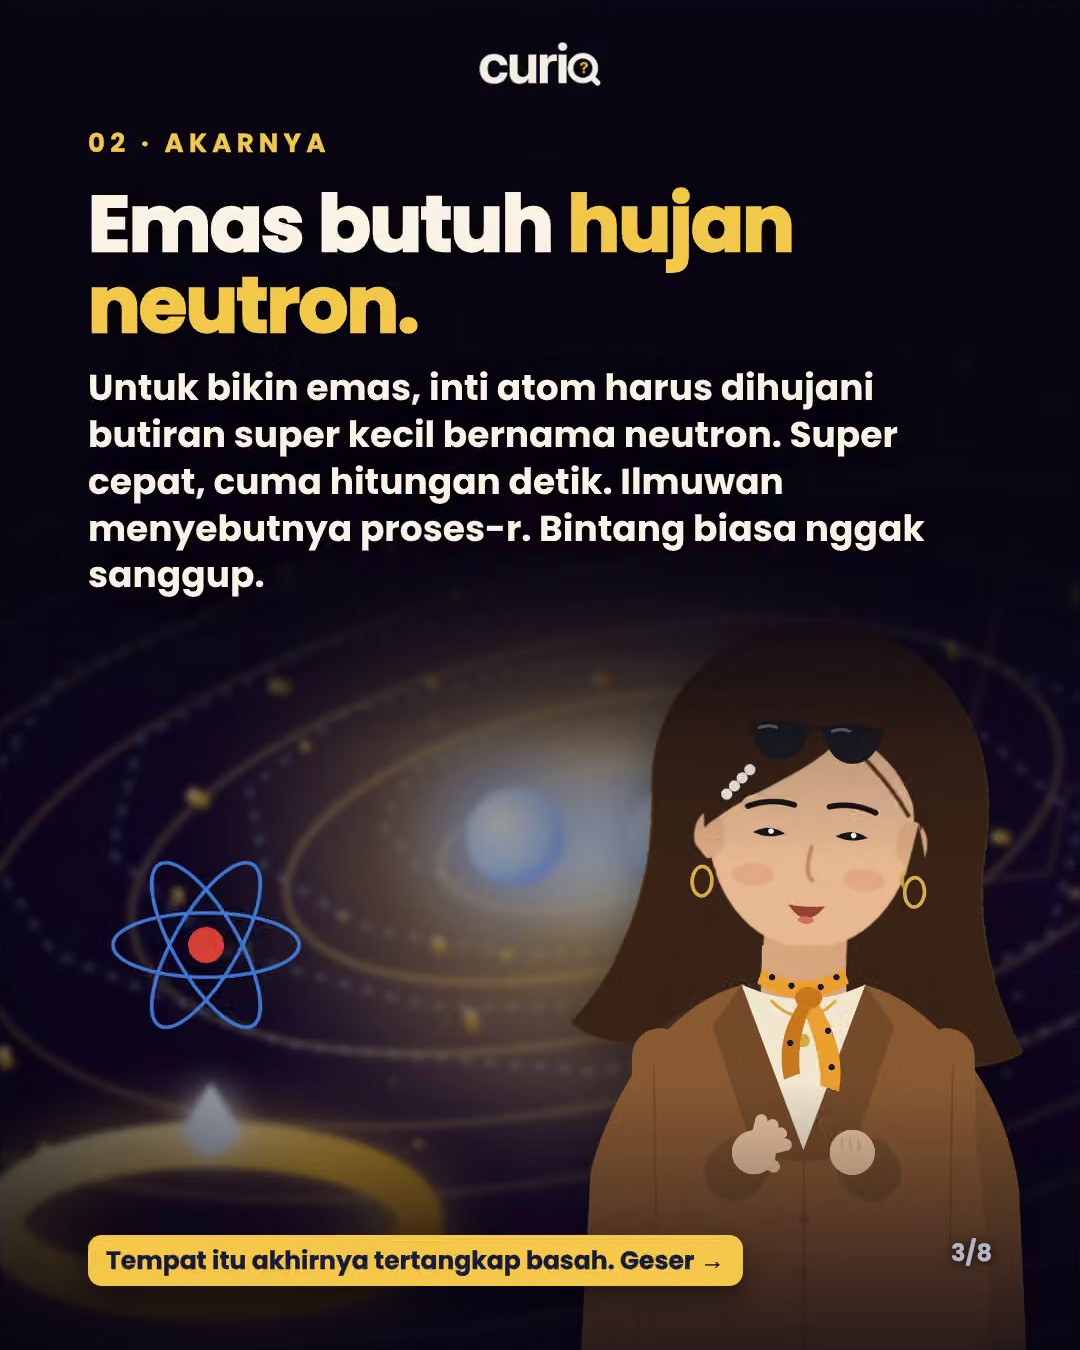 curiQ
02 · AKARNYA
Emas butuh hujan
neutron.
Untuk bikin emas, inti atom harus dihujani
butiran super kecil bernama neutron. Super
cepat, cuma hitungan detik. Ilmuwan
menyebutnya proses-r. Bintang biasa nggak
sanggup.
Tempat itu akhirnya tertangkap basah. Geser →
3/8